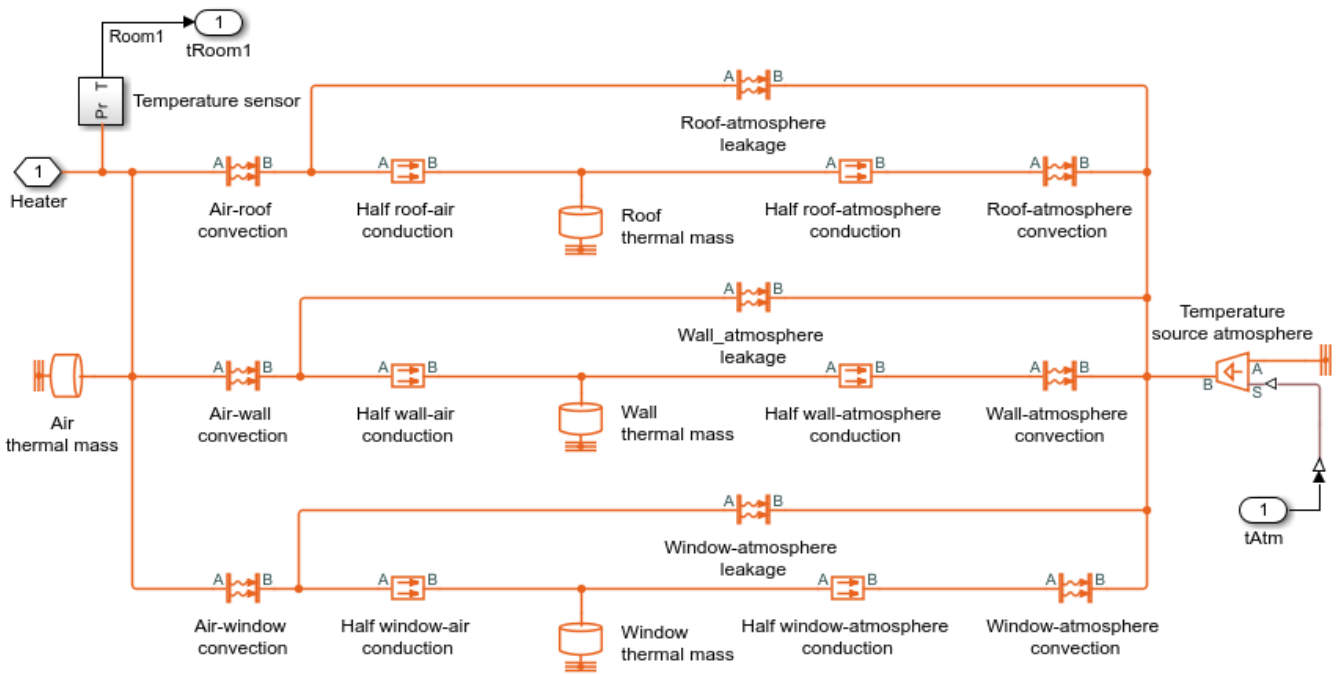 Room1
1
tRoom1
Pr T
Temperature sensor
A B
Roof-atmosphere
leakage
1
Heater
A B
Air-roof
convection
A B
Half roof-air
conduction
Roof
thermal mass
A B
Half roof-atmosphere
conduction
A B
Roof-atmosphere
convection
A B
Wall_atmosphere
leakage
Temperature
source atmosphere
B
A
S
Air
thermal mass
A B
Air-wall
convection
A B
Half wall-air
conduction
Wall
thermal mass
A B
Half wall-atmosphere
conduction
A B
Wall-atmosphere
convection
1
tAtm
A B
Window-atmosphere
leakage
A B
Air-window
convection
A B
Half window-air
conduction
Window
thermal mass
A B
Half window-atmosphere
conduction
A B
Window-atmosphere
convection